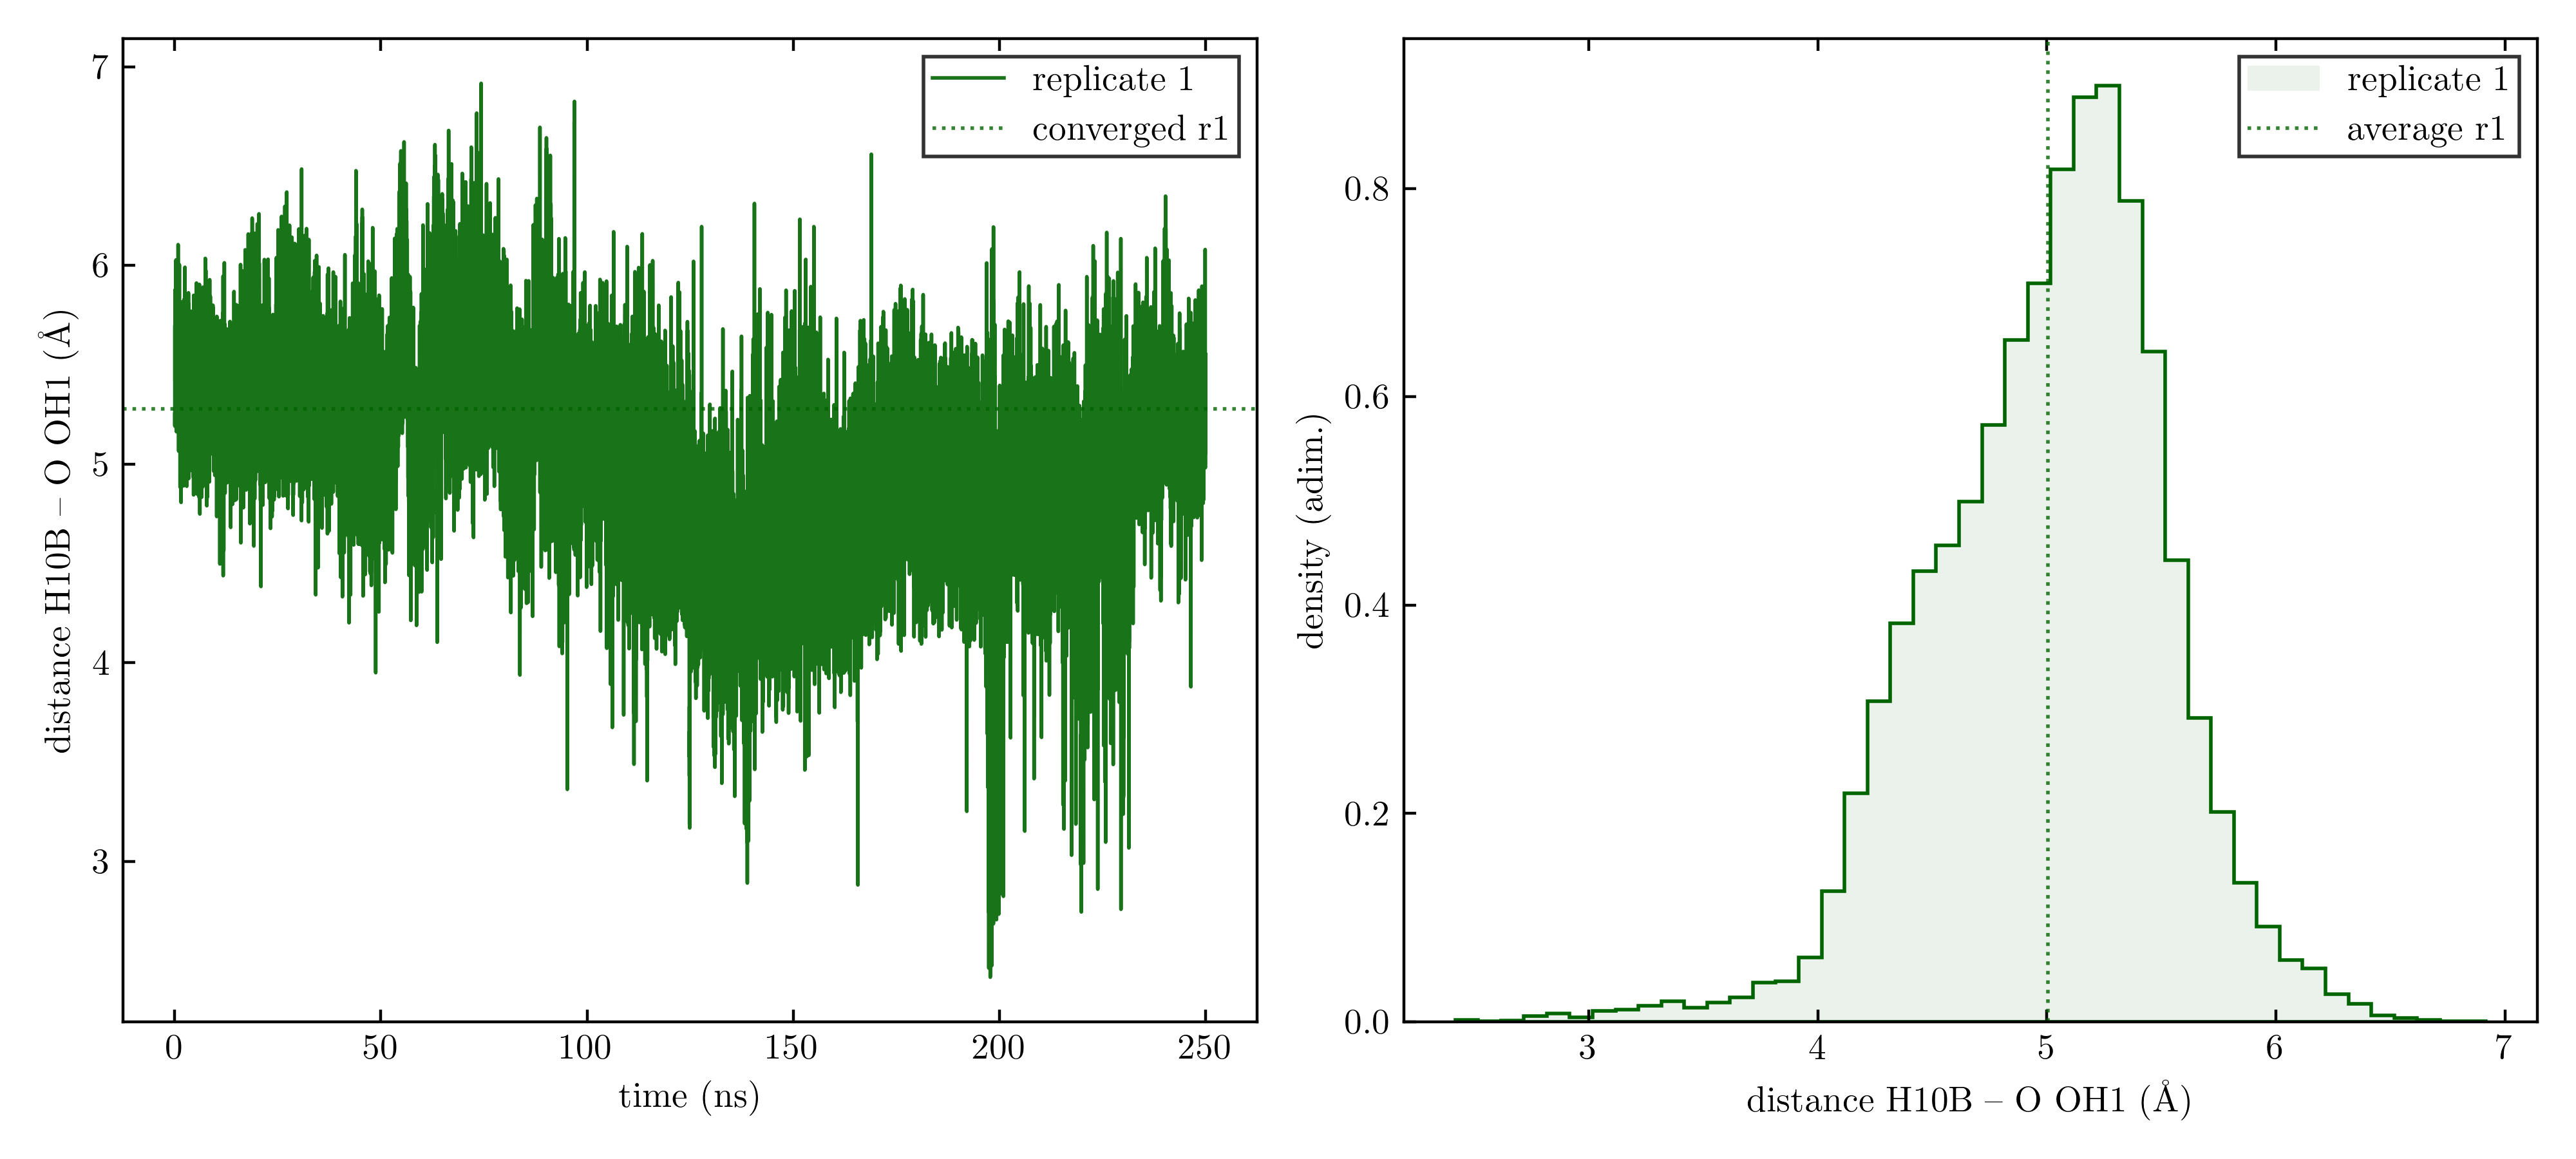 7
6
5
4
3
distance H10B – O OH1 (Å)
0
50
100
150
200
250
time (ns)
replicate 1
converged r1
0.8
0.6
0.4
0.2
0.0
density (adim.)
3
4
5
6
7
distance H10B – O OH1 (Å)
replicate 1
average r1